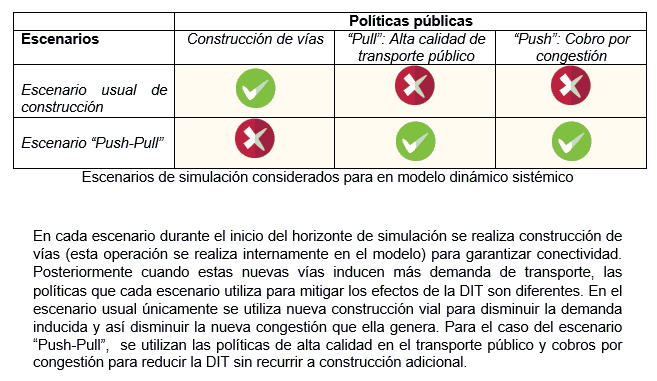 Políticas públicas
Escenarios
Construcción de vías
"Pull": Alta calidad de
transporte público
"Push": Cobro por
congestión
Escenario usual de
construcción
Escenario "Push-Pull"
Escenarios de simulación considerados para en modelo dinámico sistémico
En cada escenario durante el inicio del horizonte de simulación se realiza construcción de
vías (esta operación se realiza internamente en el modelo) para garantizar conectividad.
Posteriormente cuando estas nuevas vías inducen más demanda de transporte, las
políticas que cada escenario utiliza para mitigar los efectos de la DIT son diferentes. En el
escenario usual únicamente se utiliza nueva construcción vial para disminuir la demanda
inducida y así disminuir la nueva congestión que ella genera. Para el caso del escenario
"Push-Pull", se utilizan las políticas de alta calidad en el transporte público y cobros por
congestión para reducir la DIT sin recurrir a construcción adicional.